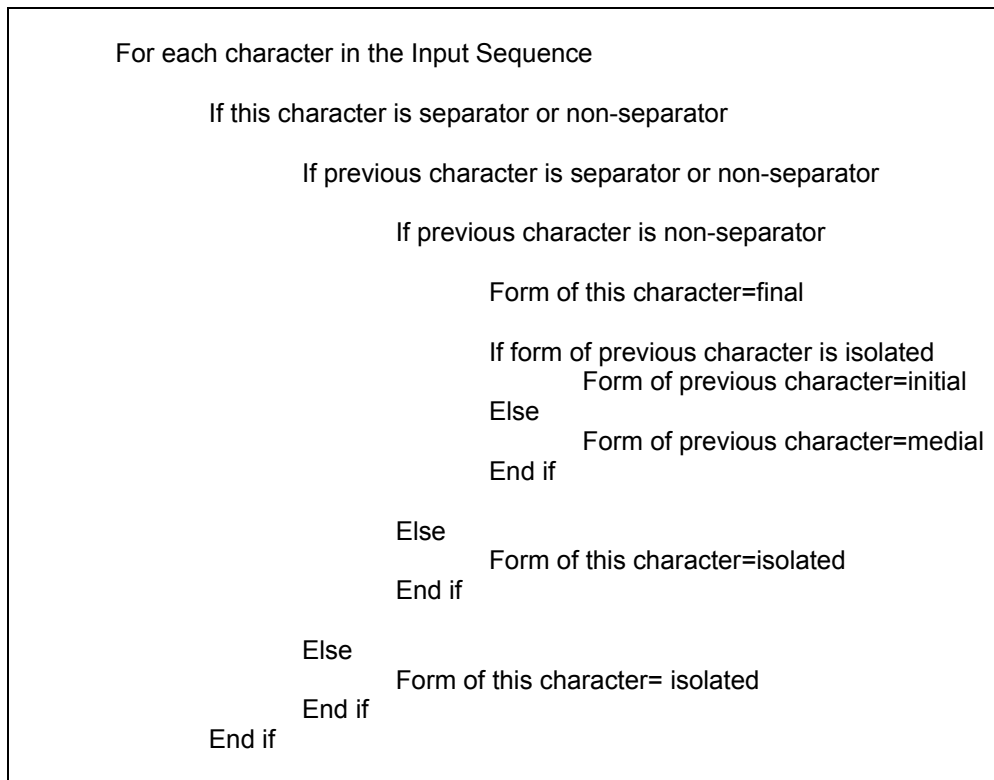 For each character in the Input Sequence
If this character is separator or non-separator
If previous character is separator or non-separator
If previous character is non-separator
Form of this character=final
If form of previous character is isolated
Form of previous character=initial
Else
Form of previous character=medial
End if
Else
Form of this character=isolated
End if
Else
Form of this character= isolated
End if
End if